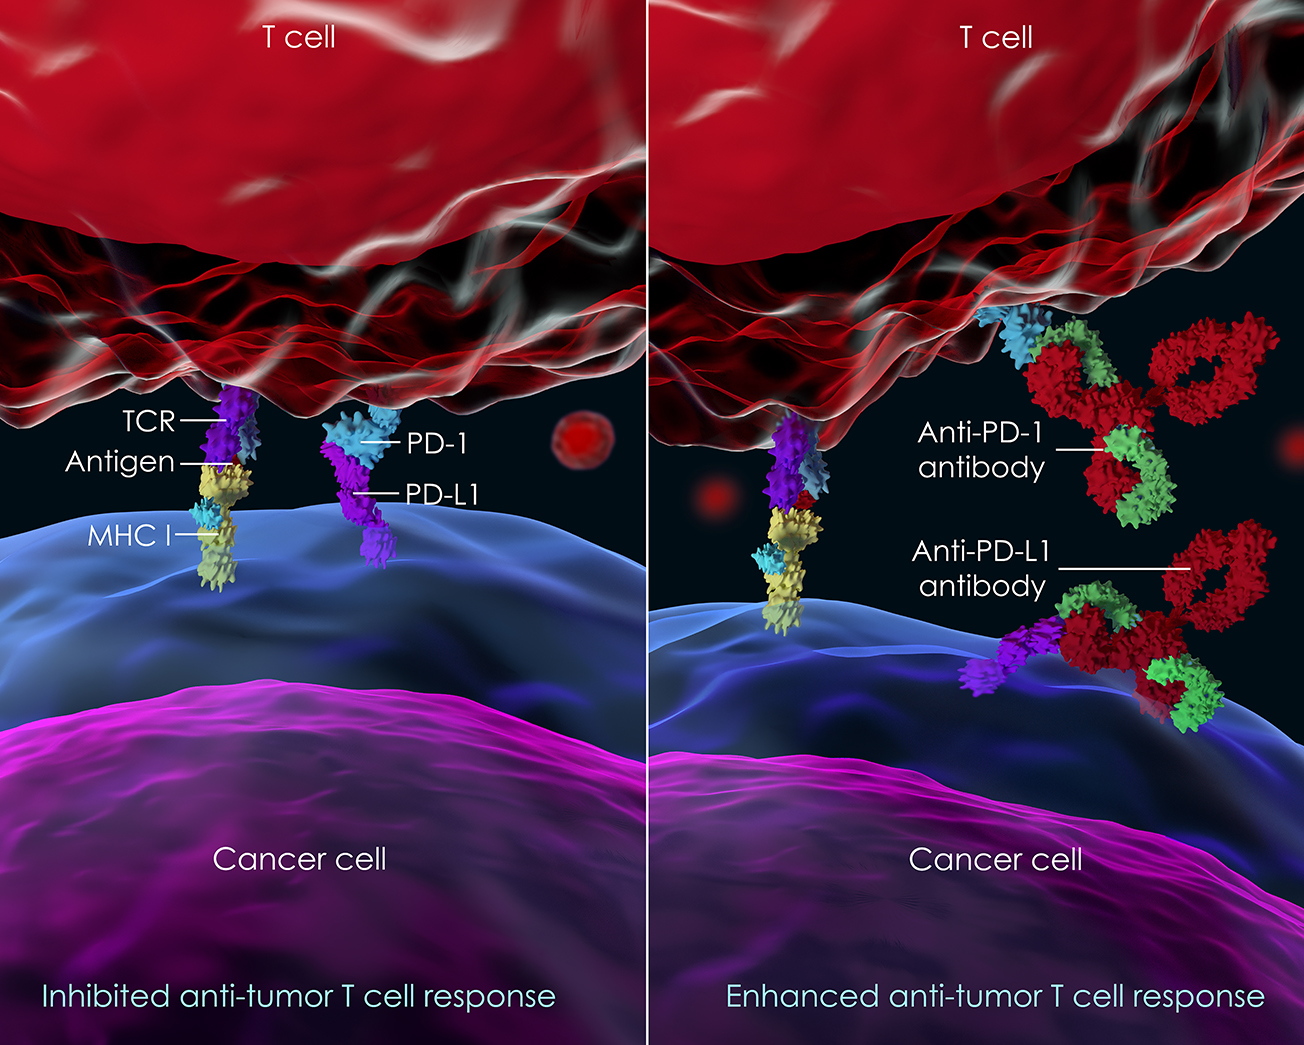 T cell
TCR
Antigen
MHC I
PD-1
PD-L1
Cancer cell
Inhibited anti-tumor T cell response
T cell
Anti-PD-1
antibody
Anti-PD-L1
antibody
Cancer cell
Enhanced anti-tumor T cell response